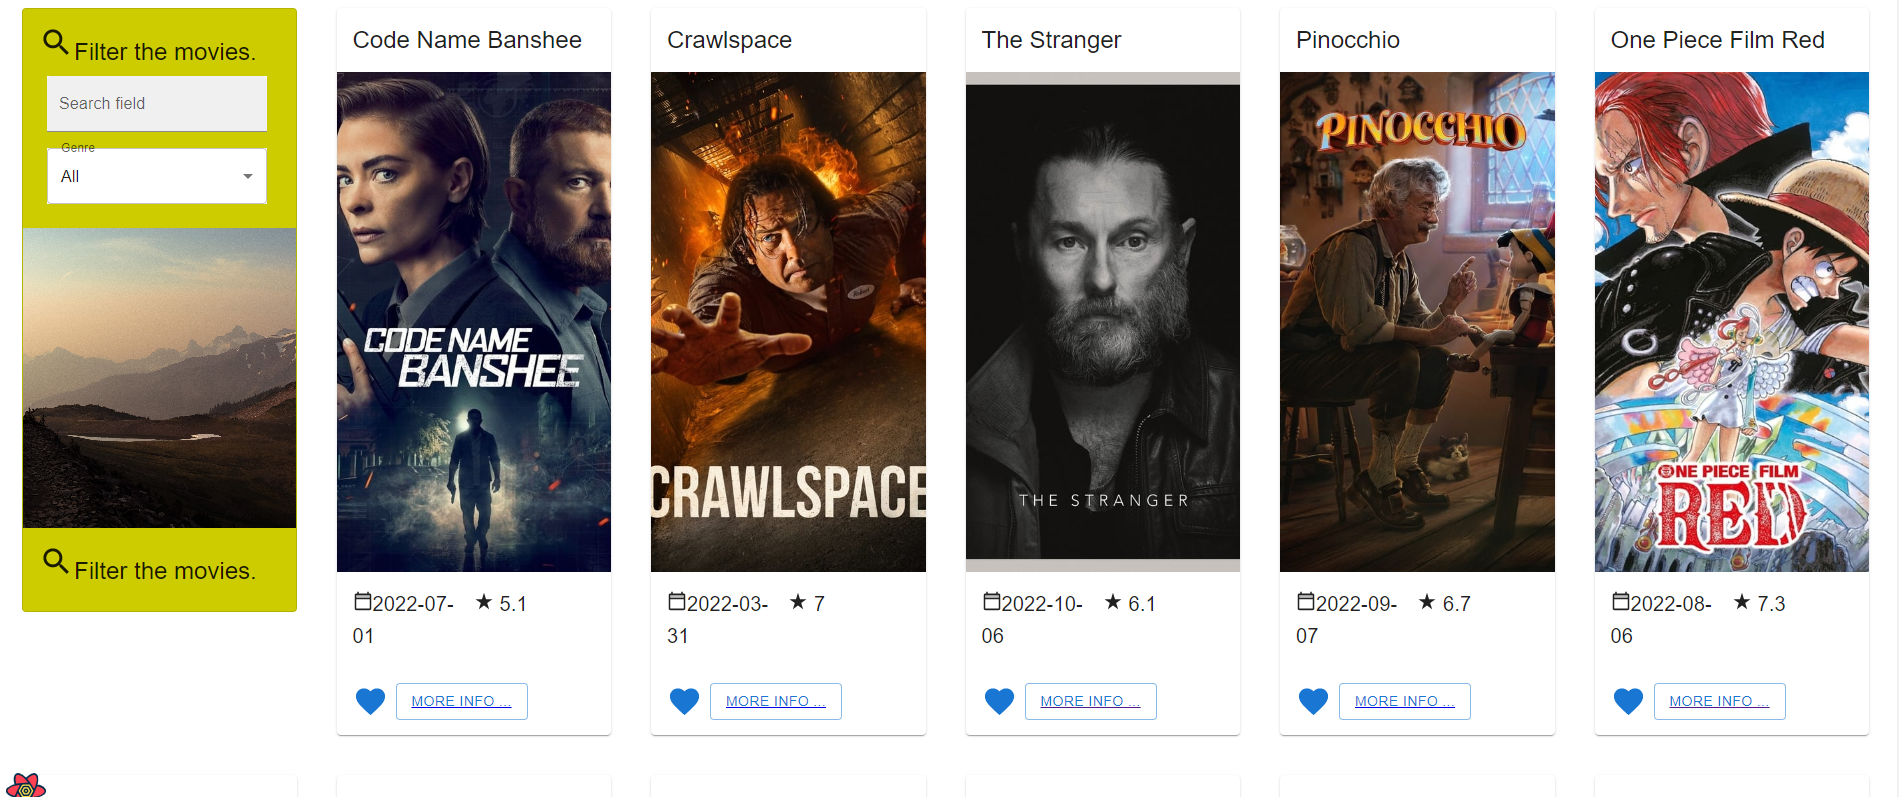 Filter the movies.
Search field
Genre
All
Filter the movies.
Code Name Banshee
CODE NAME
BANSHEE
2022-07-
01
★ 5.1
MORE INFO ...
Crawlspace
Robert
CRAWLSPACE
2022-03-
31
★ 7
MORE INFO ...
The Stranger
THE STRANGER
2022-10-
06
★ 6.1
MORE INFO ...
Pinocchio
PINOCCHIO
2022-09-
07
★ 6.7
MORE INFO ...
One Piece Film Red
ONE PIECE FILM
RED
2022-08-
06
★ 7.3
MORE INFO ...